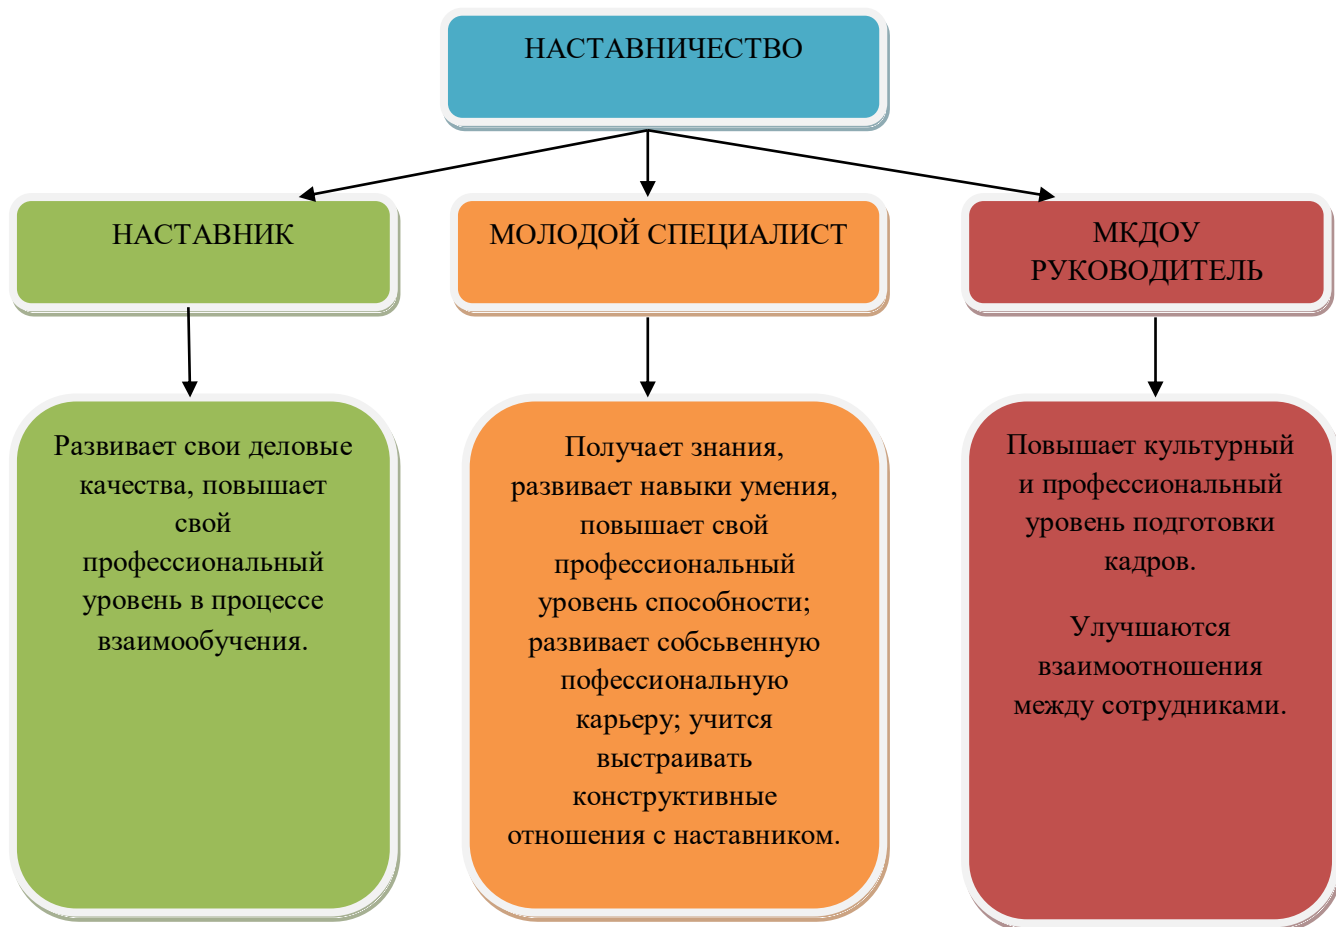 НАСТАВНИЧЕСТВО
НАСТАВНИК
МОЛОДОЙ СПЕЦИАЛИСТ
МКДОУ
РУКОВОДИТЕЛЬ
Развивает свои деловые
качества, повышает
свой
профессиональный
уровень в процессе
взаимообучения.
Получает знания,
развивает навыки умения,
повышает свой
профессиональный
уровень способности;
развивает собсьвенную
пофессиональную
карьеру; учится
выстраивать
конструктивные
отношения с наставником.
Повышает культурный
и профессиональный
уровень подготовки
кадров.
Улучшаются
взаимоотношения
между сотрудниками.